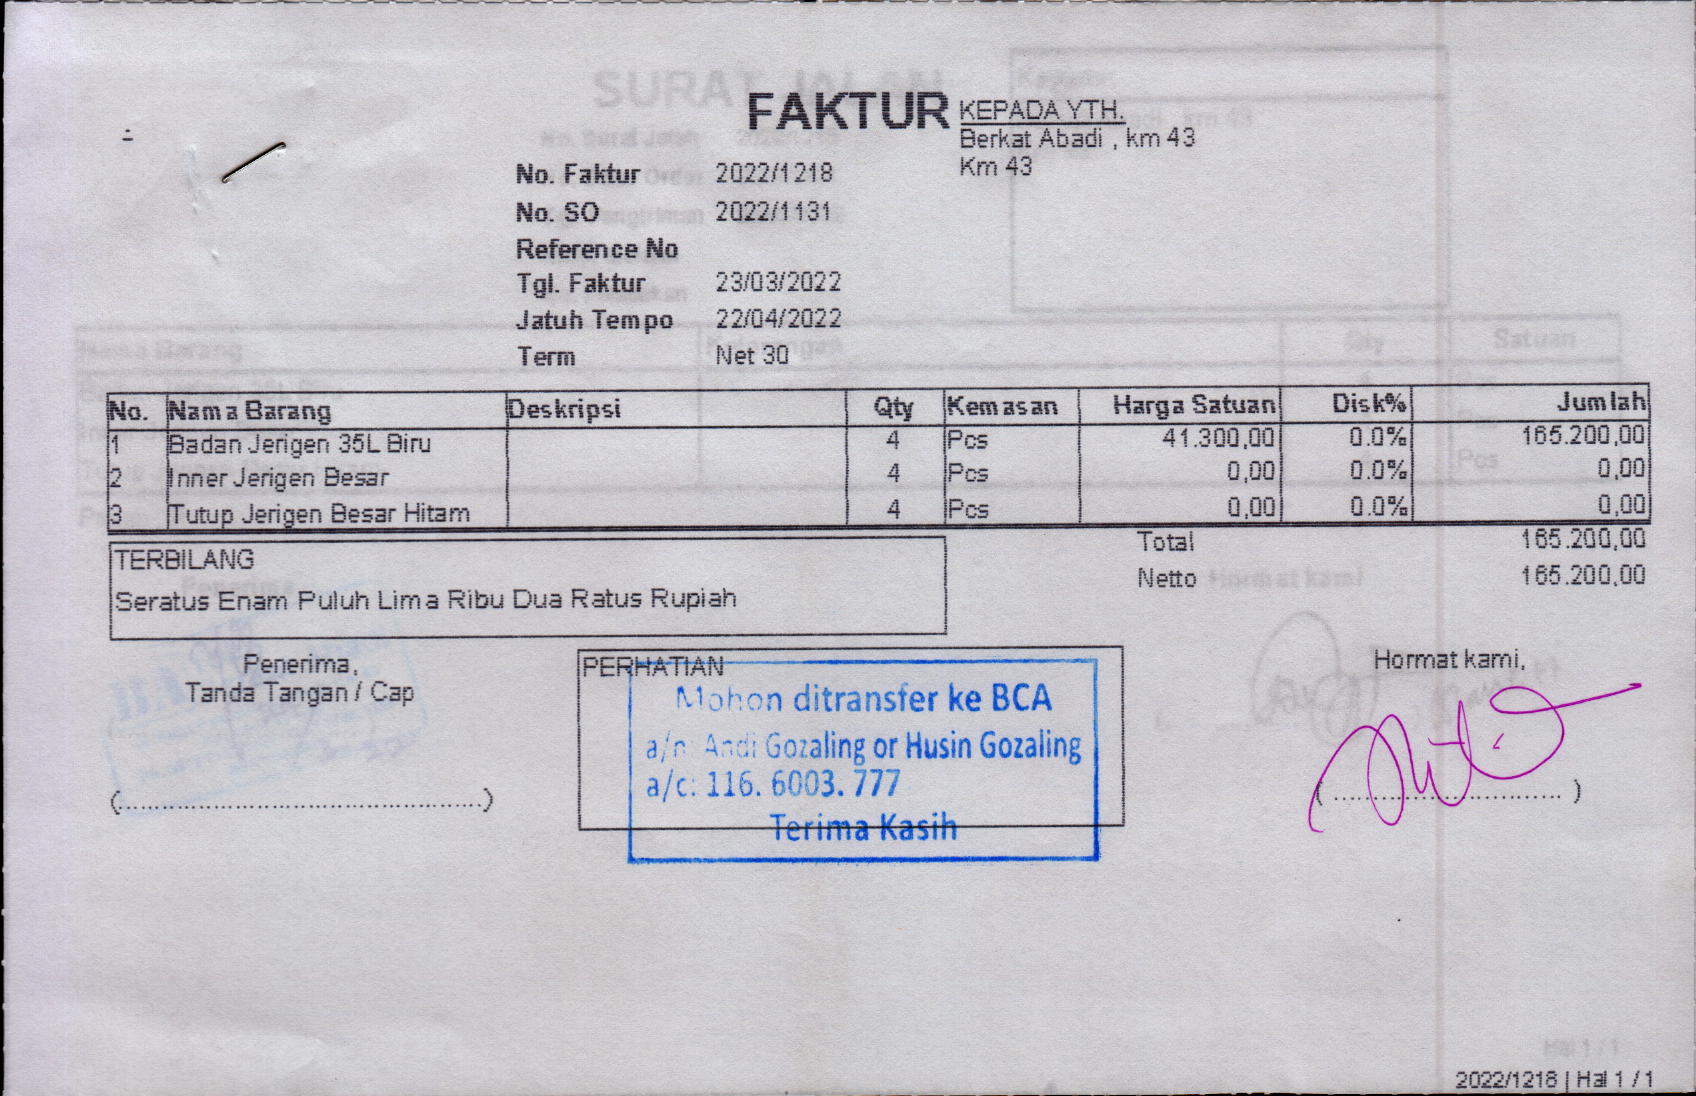 FAKTUR
KEPADA YTH.
Berkat Abadi , km 43
Km 43
No. Faktur 2022/1218
No. SO 2022/1131
Reference No
Tgl. Faktur 23/03/2022
Jatuh Tempo 22/04/2022
Term Net 30
No. Nama Barang Deskripsi Qty Kemasan Harga Satuan Disk% Jumlah
1 Badan Jerigen 35L Biru 4 Pcs 41.300,00 0.0% 165.200,00
2 Inner Jerigen Besar 4 Pcs 0,00 0.0% 0,00
3 Tutup Jerigen Besar Hitam 4 Pcs 0,00 0.0% 0,00
Total 165.200,00
Netto 165.200,00
TERBILANG
Seratus Enam Puluh Lima Ribu Dua Ratus Rupiah
Penerima,
Tanda Tangan / Cap
PERHATIAN
Mohon ditransfer ke BCA
a/n: Andi Gozaling or Husin Gozaling
a/c: 116. 6003. 777
Terima Kasih
Hormat kami,
2022/1218 | Hal 1 / 1